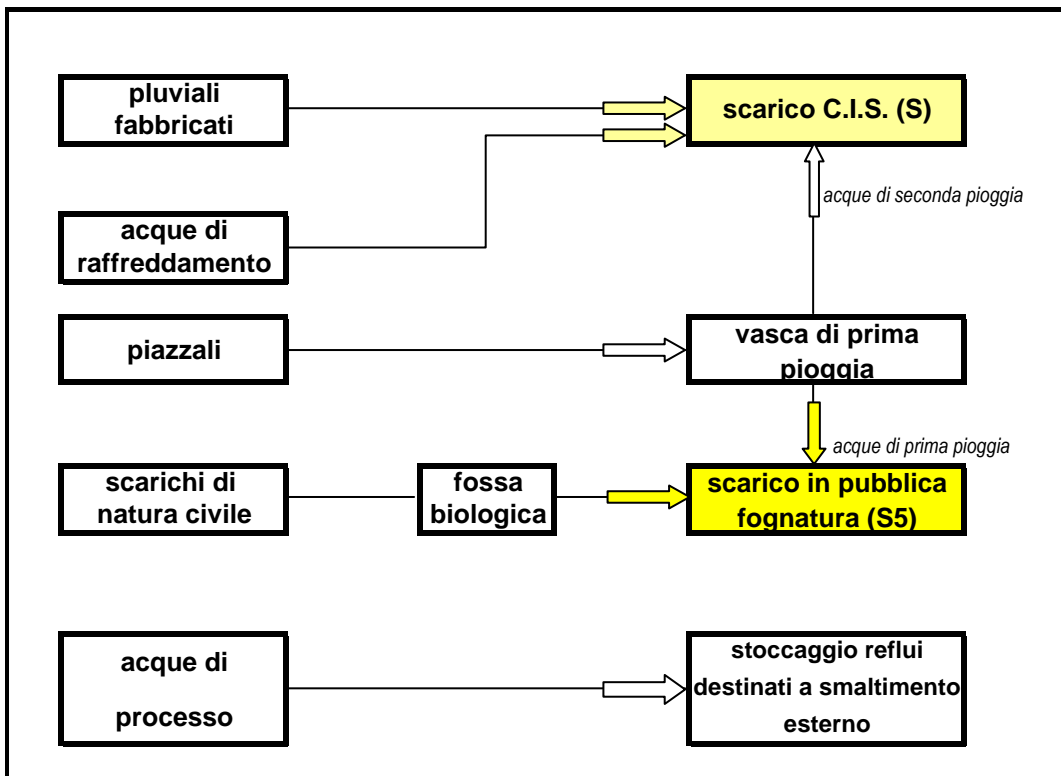 pluviali
fabbricati
scarico C.I.S. (S)
acque di seconda pioggia
acque di
raffreddamento
piazzali
vasca di prima
pioggia
acque di prima pioggia
scarichi di
natura civile
fossa
biologica
scarico in pubblica
fognatura (S5)
acque di
processo
stoccaggio reflui
destinati a smaltimento
esterno